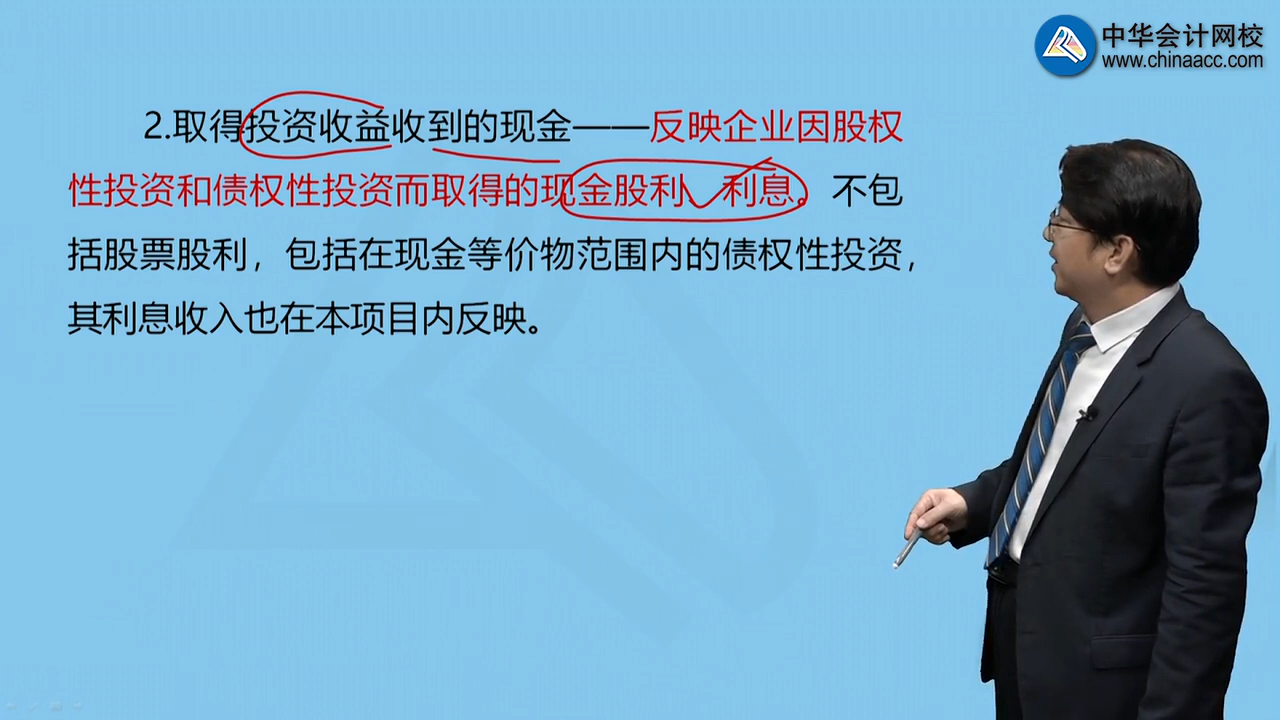 中华会计网校
www.chinaacc.com
2.取得投资收益收到的现金——反映企业因股权
性投资和债权性投资而取得的现金股利、利息。不包
括股票股利，包括在现金等价物范围内的债权性投资，
其利息收入也在本项目内反映。